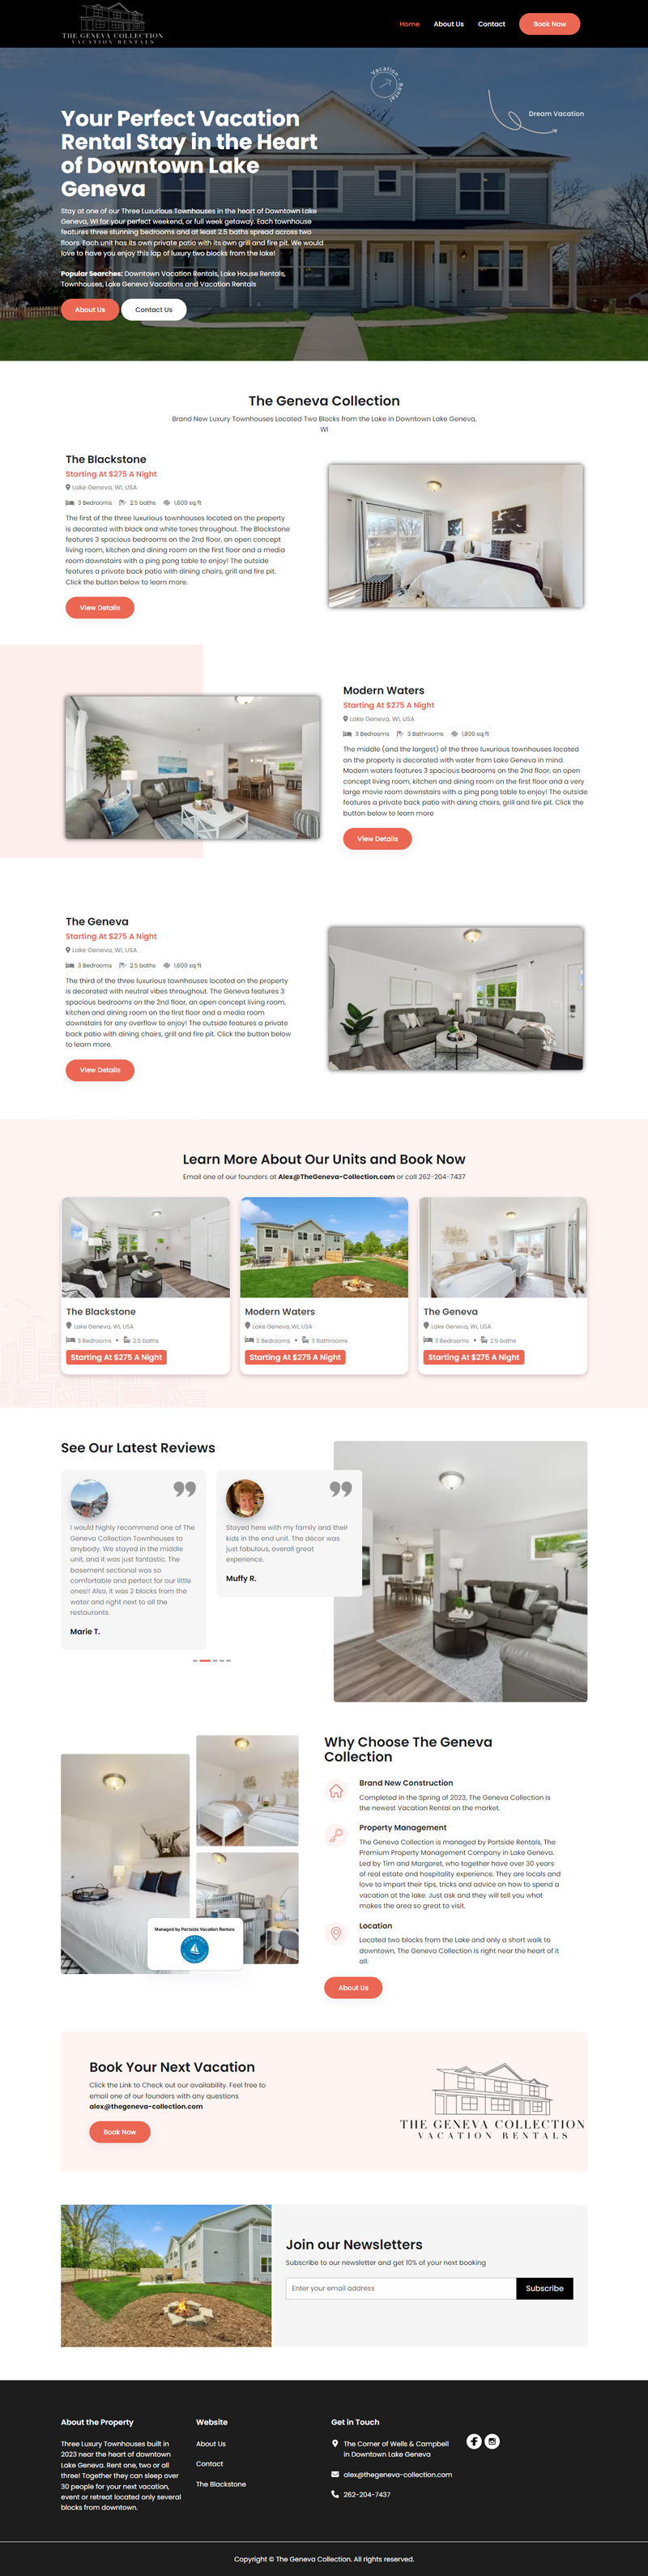 THE GENEVA COLLECTION
VACATION RENTALS
Home
About Us
Contact
Book Now
Vacation - Rental
Dream Vacation
Your Perfect Vacation
Rental Stay in the Heart
of Downtown Lake
Geneva
Stay at one of our Three Luxurious Townhouses in the heart of Downtown Lake
Geneva, WI for your perfect weekend, or full week getaway. Each townhouse
features three stunning bedrooms and at least 2.5 baths spread across two
floors. Each unit has its own private patio with its own grill and fire pit. We would
love to have you enjoy this lap of luxury two blocks from the lake!
Popular Searches: Downtown Vacation Rentals, Lake House Rentals,
Townhouses, Lake Geneva Vacations and Vacation Rentals
About Us
Contact Us
The Geneva Collection
Brand New Luxury Townhouses Located Two Blocks from the Lake in Downtown Lake Geneva,
WI
The Blackstone
Starting At $275 A Night
Lake Geneva, WI, USA
3 Bedrooms 2.5 baths 1,600 sq ft
The first of the three luxurious townhouses located on the property
is decorated with black and white tones throughout. The Blackstone
features 3 spacious bedrooms on the 2nd floor, an open concept
living room, kitchen and dining room on the first floor and a media
room downstairs with a ping pong table to enjoy! The outside
features a private back patio with dining chairs, grill and fire pit.
Click the button below to learn more.
View Details
Modern Waters
Starting At $275 A Night
Lake Geneva, WI, USA
3 Bedrooms 3 Bathrooms 1,800 sq ft
The middle (and the largest) of the three luxurious townhouses located
on the property is decorated with water from Lake Geneva in mind.
Modern waters features 3 spacious bedrooms on the 2nd floor, an open
concept living room, kitchen and dining room on the first floor and a very
large movie room downstairs with a ping pong table to enjoy! The outside
features a private back patio with dining chairs, grill and fire pit. Click the
button below to learn more
View Details
The Geneva
Starting At $275 A Night
Lake Geneva, WI, USA
3 Bedrooms 2.5 baths 1,600 sq ft
The third of the three luxurious townhouses located on the property
is decorated with neutral vibes throughout. The Geneva features 3
spacious bedrooms on the 2nd floor, an open concept living room,
kitchen and dining room on the first floor and a media room
downstairs for any overflow to enjoy! The outside features a private
back patio with dining chairs, grill and fire pit. Click the button below
to learn more.
View Details
Learn More About Our Units and Book Now
Email one of our founders at Alex@TheGeneva-Collection.com or call 262-204-7437
The Blackstone
Lake Geneva, WI, USA
3 Bedrooms • 2.5 baths
Starting At $275 A Night
Modern Waters
Lake Geneva, WI, USA
3 Bedrooms • 3 Bathrooms
Starting At $275 A Night
The Geneva
Lake Geneva, WI, USA
3 Bedrooms • 2.5 baths
Starting At $275 A Night
See Our Latest Reviews
I would highly recommend one of The
Geneva Collection Townhouses to
anybody. We stayed in the middle
unit, and it was just fantastic. The
basement sectional was so
comfortable and perfect for our little
ones!! Also, it was 2 blocks from the
water and right next to all the
restaurants.
Marie T.
Stayed here with my family and their
kids in the end unit. The décor was
just fabulous, overall great
experience.
Muffy R.
Managed by Portside Vacation Rentals
Why Choose The Geneva
Collection
Brand New Construction
Completed in the Spring of 2023, The Geneva Collection is
the newest Vacation Rental on the market.
Property Management
The Geneva Collection is managed by Portside Rentals, The
Premium Property Management Company in Lake Geneva.
Led by Tim and Margaret, who together have over 30 years
of real estate and hospitality experience. They are locals and
love to impart their tips, tricks and advice on how to spend a
vacation at the lake. Just ask and they will tell you what
makes the area so great to visit.
Location
Located two blocks from the Lake and only a short walk to
downtown, The Geneva Collection is right near the heart of it
all.
About Us
Book Your Next Vacation
Click the Link to Check out our availability. Feel free to
email one of our founders with any questions
alex@thegeneva-collection.com
Book Now
THE GENEVA COLLECTION
VACATION RENTALS
Join our Newsletters
Subscribe to our newsletter and get 10% of your next booking
Enter your email address
Subscribe
About the Property
Three Luxury Townhouses built in
2023 near the heart of downtown
Lake Geneva. Rent one, two or all
three! Together they can sleep over
30 people for your next vacation,
event or retreat located only several
blocks from downtown.
Website
About Us
Contact
The Blackstone
Get in Touch
The Corner of Wells & Campbell
in Downtown Lake Geneva
alex@thegeneva-collection.com
262-204-7437
Copyright © The Geneva Collection. All rights reserved.